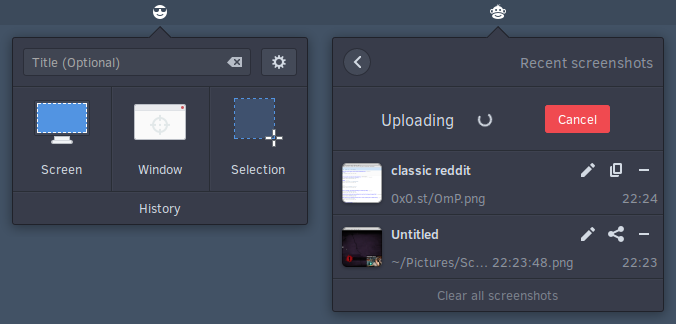 Title (Optional)
Screen
Window
Selection
History
Recent screenshots
Uploading
Cancel
classic reddit
0x0.st/OmP.png
22:24
Untitled
~/Pictures/Sc... 22:23:48.png
22:23
Clear all screenshots